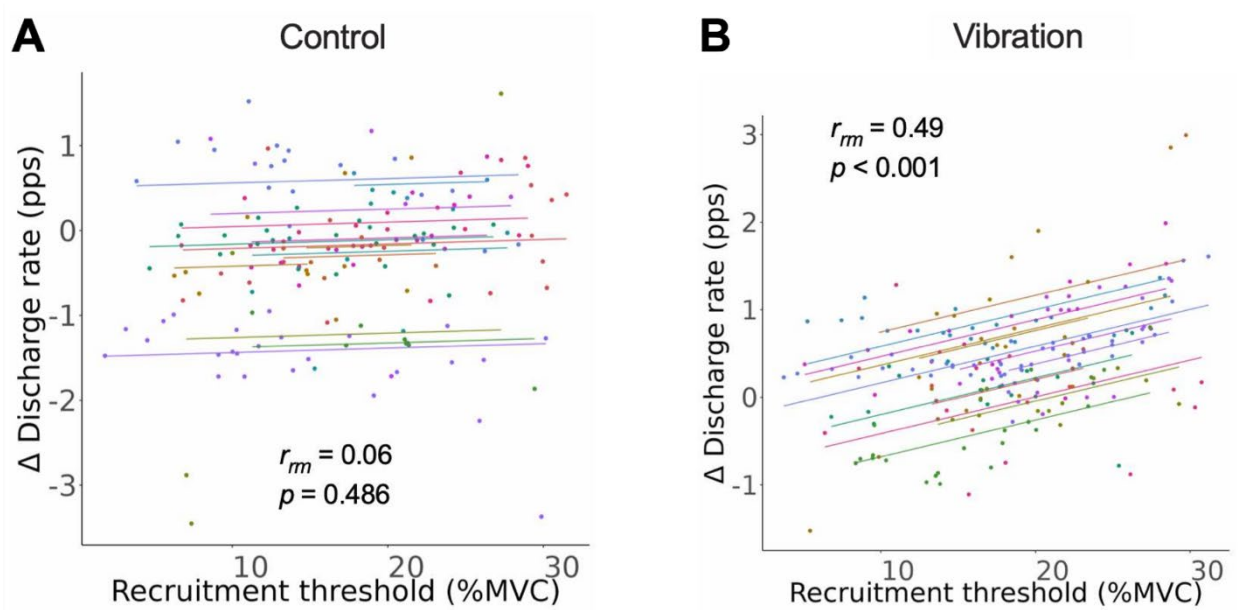 A
Control
1
0
-1
-2
-3
Δ Discharge rate (pps)
r_rm = 0.06
p = 0.486
10 20 30
Recruitment threshold (%MVC)
B
Vibration
3
2
1
0
-1
Δ Discharge rate (pps)
r_rm = 0.49
p < 0.001
10 20 30
Recruitment threshold (%MVC)